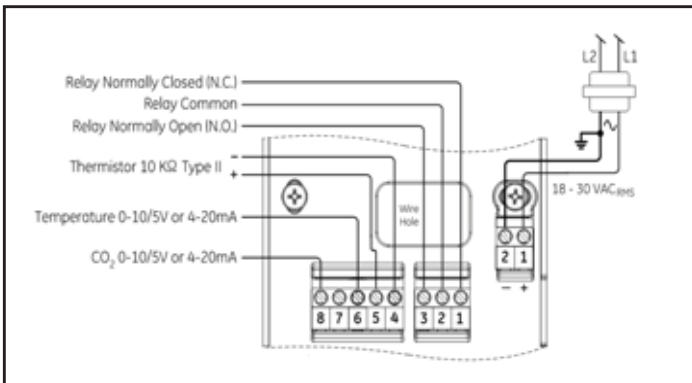 L2 L1
Relay Normally Closed (N.C.)
Relay Common
Relay Normally Open (N.O.)
Thermistor 10 KΩ Type II
−
+
18 - 30 VAC RMS
Wire
Hole
Temperature 0-10/5V or 4-20mA
CO₂ 0-10/5V or 4-20mA
2 1
− +
8 7 6 5 4
3 2 1